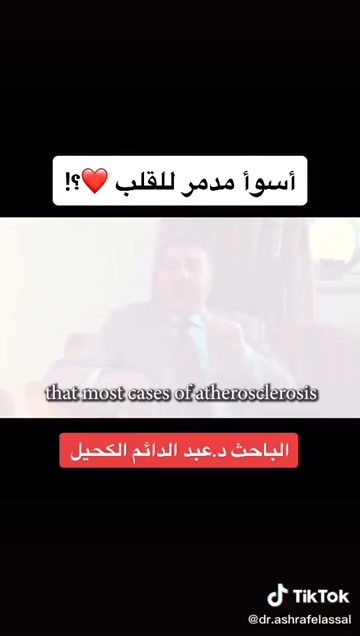 أسوأ مدمر للقلب ❤️؟!
that most cases of atherosclerosis
الباحث د.عبد الدائم الكحيل
TikTok
@dr.ashrafelassal